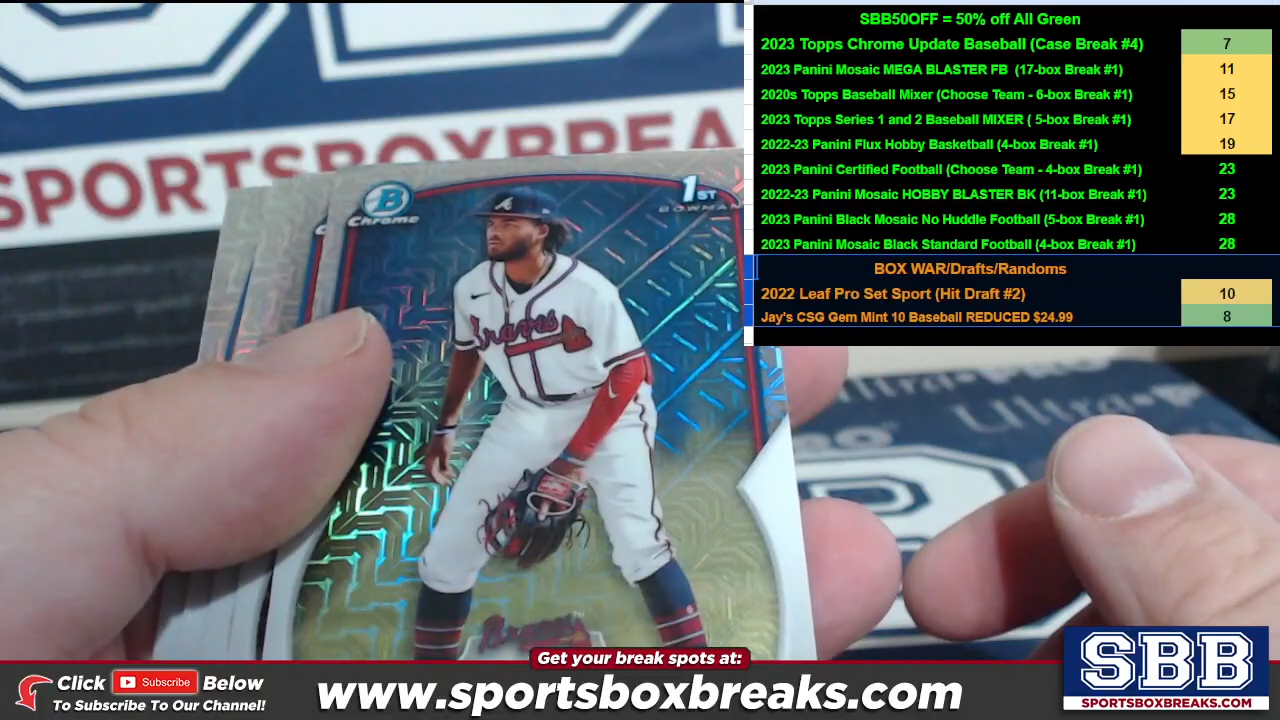 SBB50OFF = 50% off All Green
2023 Topps Chrome Update Baseball (Case Break #4) 7
2023 Panini Mosaic MEGA BLASTER FB (17-box Break #1) 11
2020s Topps Baseball Mixer (Choose Team - 6-box Break #1) 15
2023 Topps Series 1 and 2 Baseball MIXER ( 5-box Break #1) 17
2022-23 Panini Flux Hobby Basketball (4-box Break #1) 19
2023 Panini Certified Football (Choose Team - 4-box Break #1) 23
2022-23 Panini Mosaic HOBBY BLASTER BK (11-box Break #1) 23
2023 Panini Black Mosaic No Huddle Football (5-box Break #1) 28
2023 Panini Mosaic Black Standard Football (4-box Break #1) 28
BOX WAR/Drafts/Randoms
2022 Leaf Pro Set Sport (Hit Draft #2) 10
Jay's CSG Gem Mint 10 Baseball REDUCED $24.99 8
SPORTSBOXBREA
B
Chrome
1ST
BOWMAN
A
Braves
Braves
Ultra PRO
Ultra P
SBB
SPORTSBOXBREAKS.COM
Get your break spots at:
Click Subscribe Below
To Subscribe To Our Channel!
www.sportsboxbreaks.com